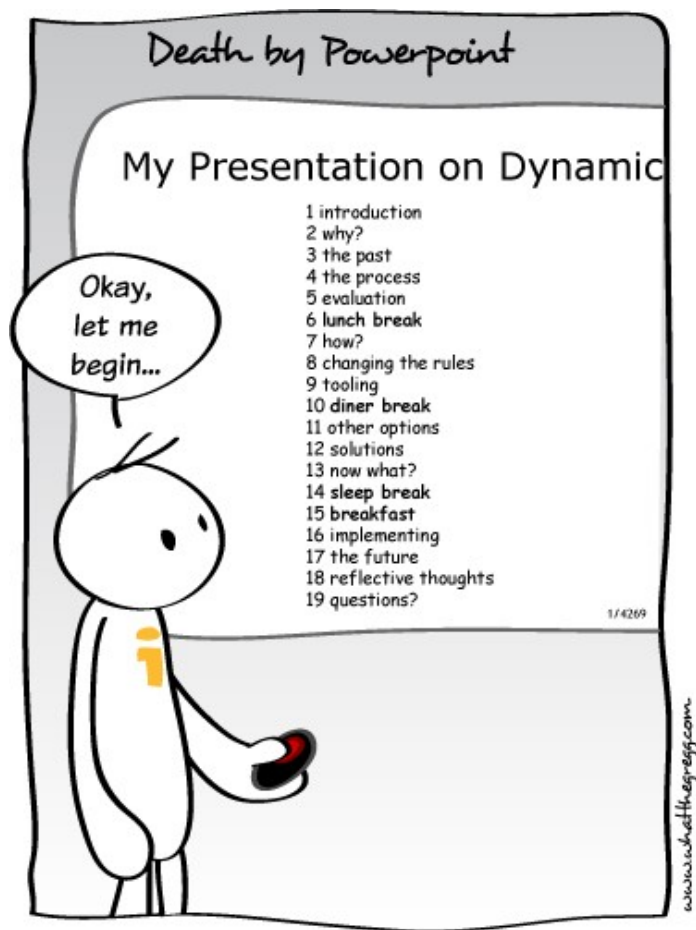 Death by Powerpoint
My Presentation on Dynamic
1 introduction
2 why?
3 the past
4 the process
5 evaluation
6 lunch break
7 how?
8 changing the rules
9 tooling
10 diner break
11 other options
12 solutions
13 now what?
14 sleep break
15 breakfast
16 implementing
17 the future
18 reflective thoughts
19 questions?
1/4269
Okay,
let me
begin...
i
www.whatthegregg.com